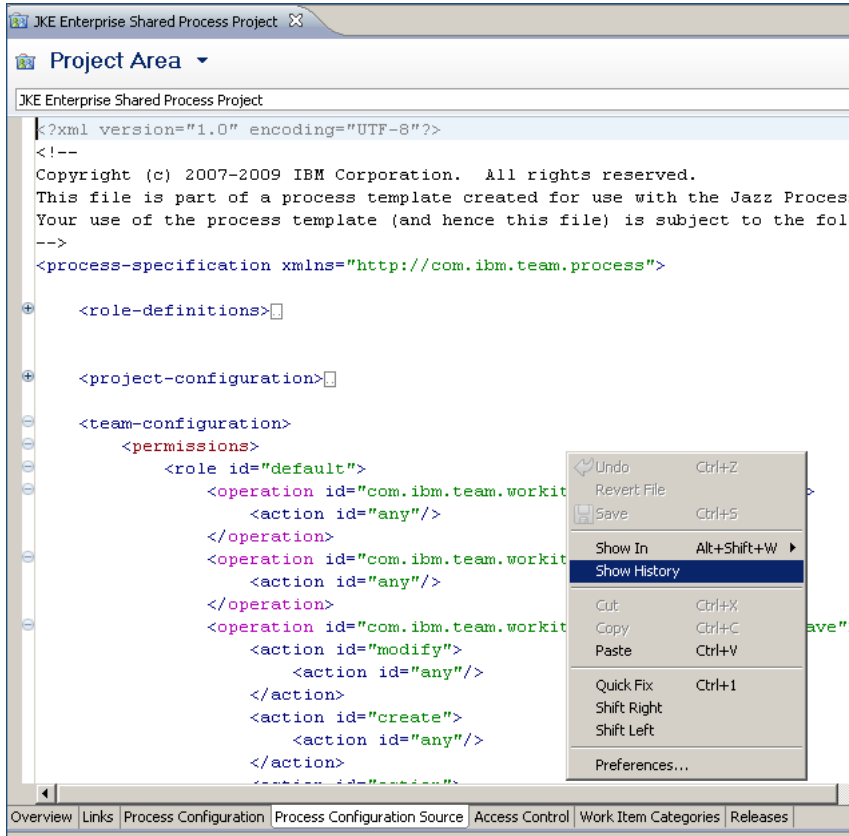 JKE Enterprise Shared Process Project
Project Area
JKE Enterprise Shared Process Project
<?xml version="1.0" encoding="UTF-8"?>
<!--
Copyright (c) 2007-2009 IBM Corporation.  All rights reserved.
This file is part of a process template created for use with the Jazz Proces
Your use of the process template (and hence this file) is subject to the fol
-->
<process-specification xmlns="http://com.ibm.team.process">
<role-definitions>..
<project-configuration>..
<team-configuration>
<permissions>
<role id="default">
<operation id="com.ibm.team.workit >
<action id="any"/>
</operation>
<operation id="com.ibm.team.workit
<action id="any"/>
</operation>
<operation id="com.ibm.team.workit ave"
<action id="modify">
<action id="any"/>
</action>
<action id="create">
<action id="any"/>
</action>
<action id="action">
Undo Ctrl+Z
Revert File
Save Ctrl+S
Show In Alt+Shift+W
Show History
Cut Ctrl+X
Copy Ctrl+C
Paste Ctrl+V
Quick Fix Ctrl+1
Shift Right
Shift Left
Preferences...
Overview Links Process Configuration Process Configuration Source Access Control Work Item Categories Releases